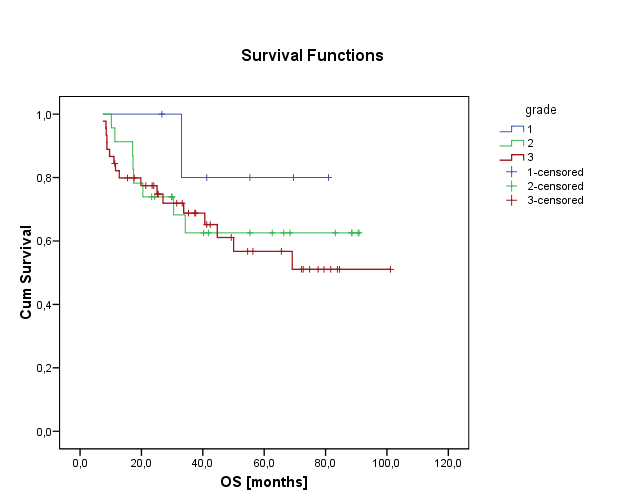 Survival Functions
grade
1
2
3
1-censored
2-censored
3-censored
1,0
0,8
0,6
0,4
0,2
0,0
Cum Survival
0,0 20,0 40,0 60,0 80,0 100,0 120,0
OS [months]